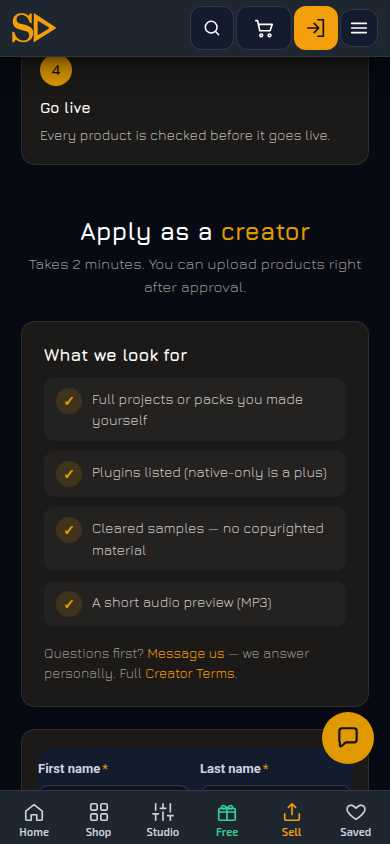 4
Go live
Every product is checked before it goes live.
Apply as a creator
Takes 2 minutes. You can upload products right
after approval.
What we look for
Full projects or packs you made
yourself
Plugins listed (native-only is a plus)
Cleared samples — no copyrighted
material
A short audio preview (MP3)
Questions first? Message us — we answer
personally. Full Creator Terms.
First name*
Last name*
Home
Shop
Studio
Free
Sell
Saved